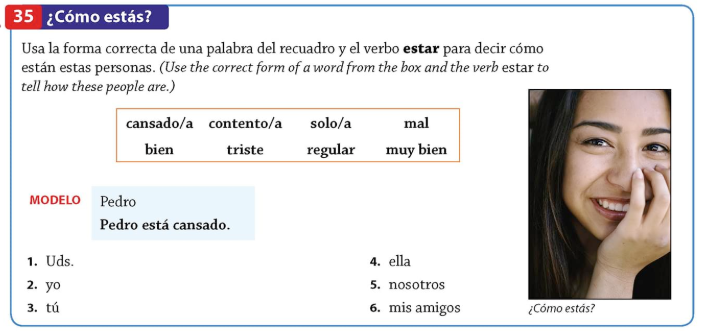 35 ¿Cómo estás?
Usa la forma correcta de una palabra del recuadro y el verbo estar para decir cómo
están estas personas. (Use the correct form of a word from the box and the verb estar to
tell how these people are.)
cansado/a contento/a solo/a mal
bien triste regular muy bien
MODELO Pedro
Pedro está cansado.
1. Uds.
2. yo
3. tú
4. ella
5. nosotros
6. mis amigos
¿Cómo estás?